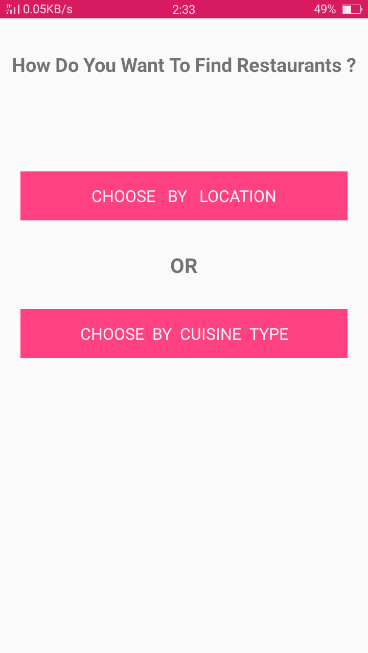 0.05KB/s 2:33 49%
How Do You Want To Find Restaurants ?
CHOOSE BY LOCATION
OR
CHOOSE BY CUISINE TYPE